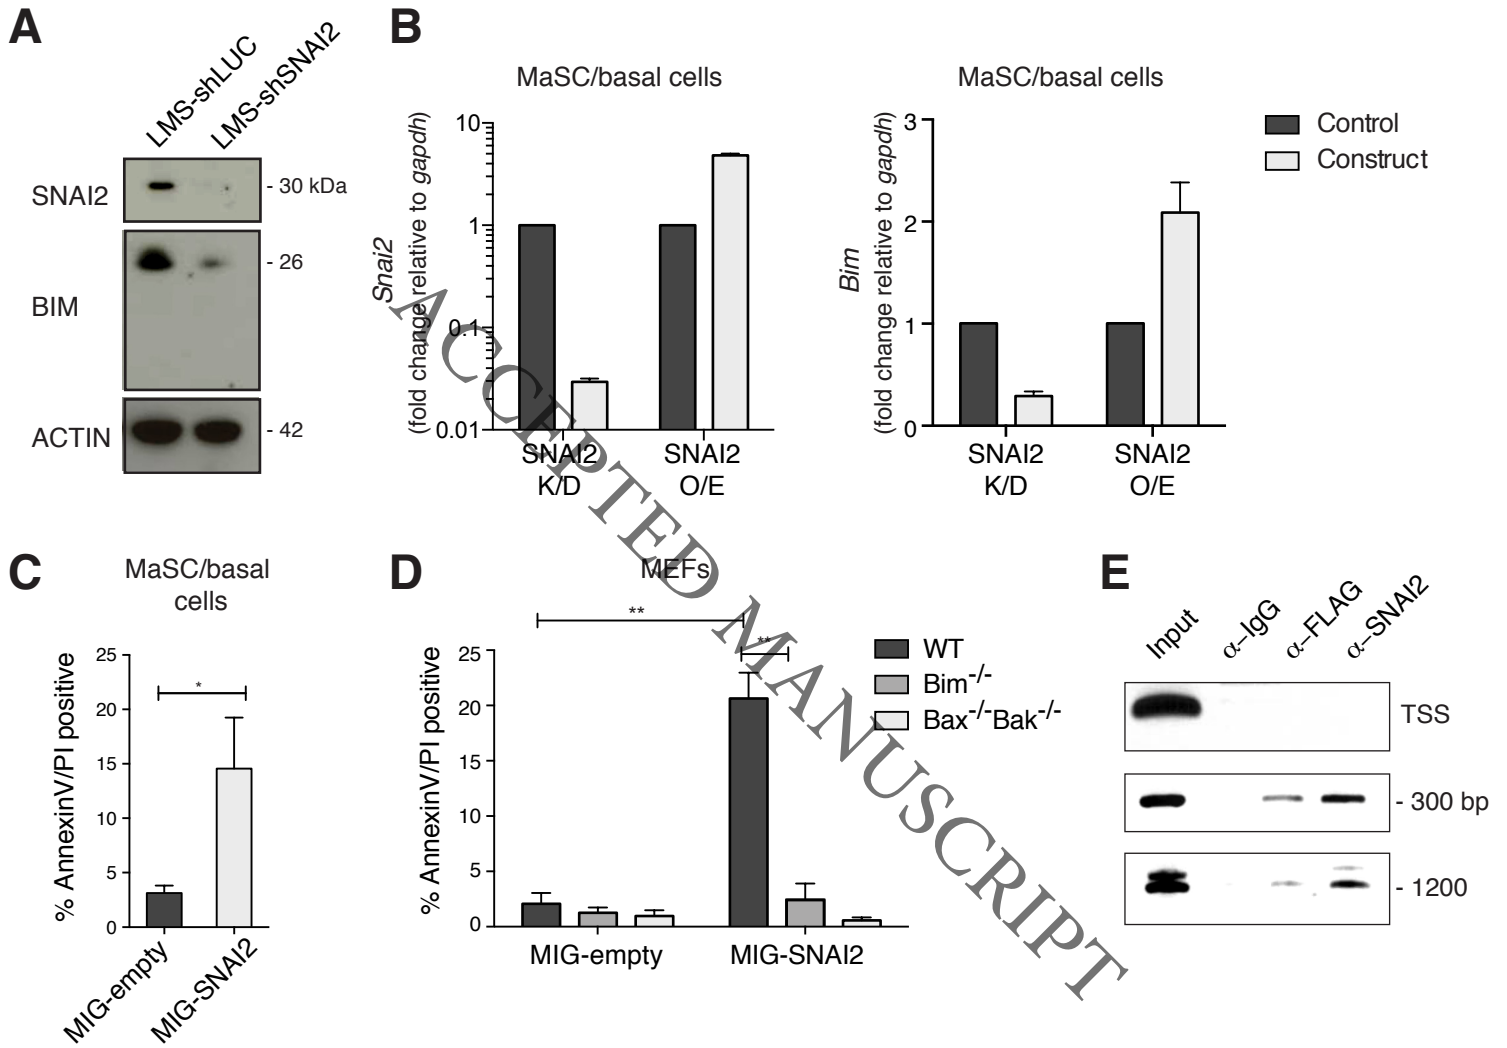 A
LMS-shLUC
LMS-shSNAI2
SNAI2
- 30 kDa
BIM
- 26
ACTIN
- 42
B
MaSC/basal cells
Snai2
(fold change relative to gapdh)
10
1
0.1
0.01
SNAI2
K/D
SNAI2
O/E
MaSC/basal cells
Bim
(fold change relative to gapdh)
3
2
1
0
SNAI2
K/D
SNAI2
O/E
Control
Construct
C
MaSC/basal
cells
% AnnexinV/PI positive
25
20
15
10
5
0
*
MIG-empty
MIG-SNAI2
D
MEFs
% AnnexinV/PI positive
25
20
15
10
5
0
**
**
MIG-empty
MIG-SNAI2
WT
Bim-/-
Bax-/-Bak-/-
E
Input
α–IgG
α–FLAG
α–SNAI2
TSS
- 300 bp
- 1200
ACCEPTED MANUSCRIPT